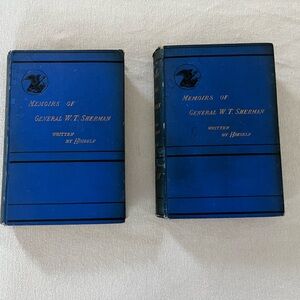 MEMOIRS OF
GENERAL W. T. SHERMAN
WRITTEN
BY HIMSELF
MEMOIRS OF
GENERAL W. T. SHERMAN
WRITTEN
BY HIMSELF